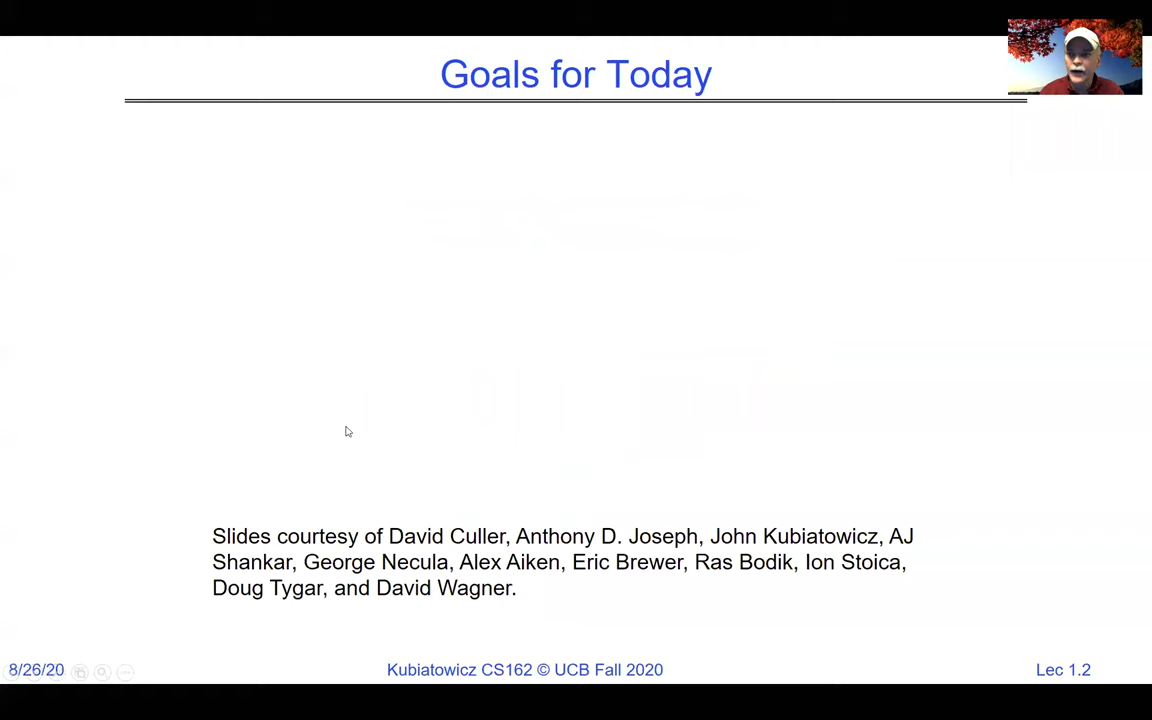 Goals for Today
Slides courtesy of David Culler, Anthony D. Joseph, John Kubiatowicz, AJ
Shankar, George Necula, Alex Aiken, Eric Brewer, Ras Bodik, Ion Stoica,
Doug Tygar, and David Wagner.
8/26/20
Kubiatowicz CS162 © UCB Fall 2020
Lec 1.2